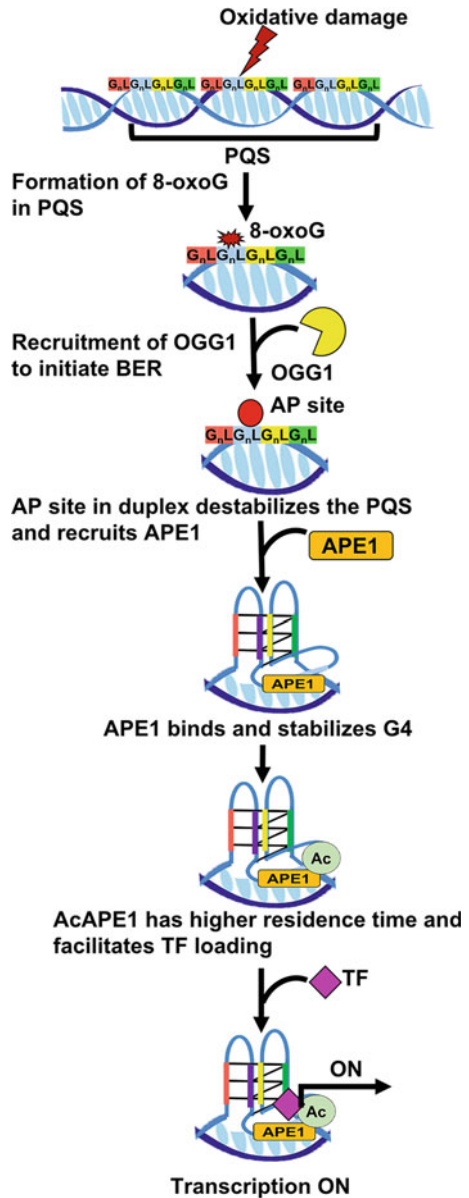 Oxidative damage
GnLGnLGnLGnL GnLGnLGnLGnL GnLGnLGnLGnL
PQS
Formation of 8-oxoG
in PQS
8-oxoG
GnLGnLGnLGnL
Recruitment of OGG1
to initiate BER
OGG1
AP site
GnLGnLGnLGnL
AP site in duplex destabilizes the PQS
and recruits APE1
APE1
APE1
APE1 binds and stabilizes G4
Ac
APE1
AcAPE1 has higher residence time and
facilitates TF loading
TF
ON
Ac
APE1
Transcription ON